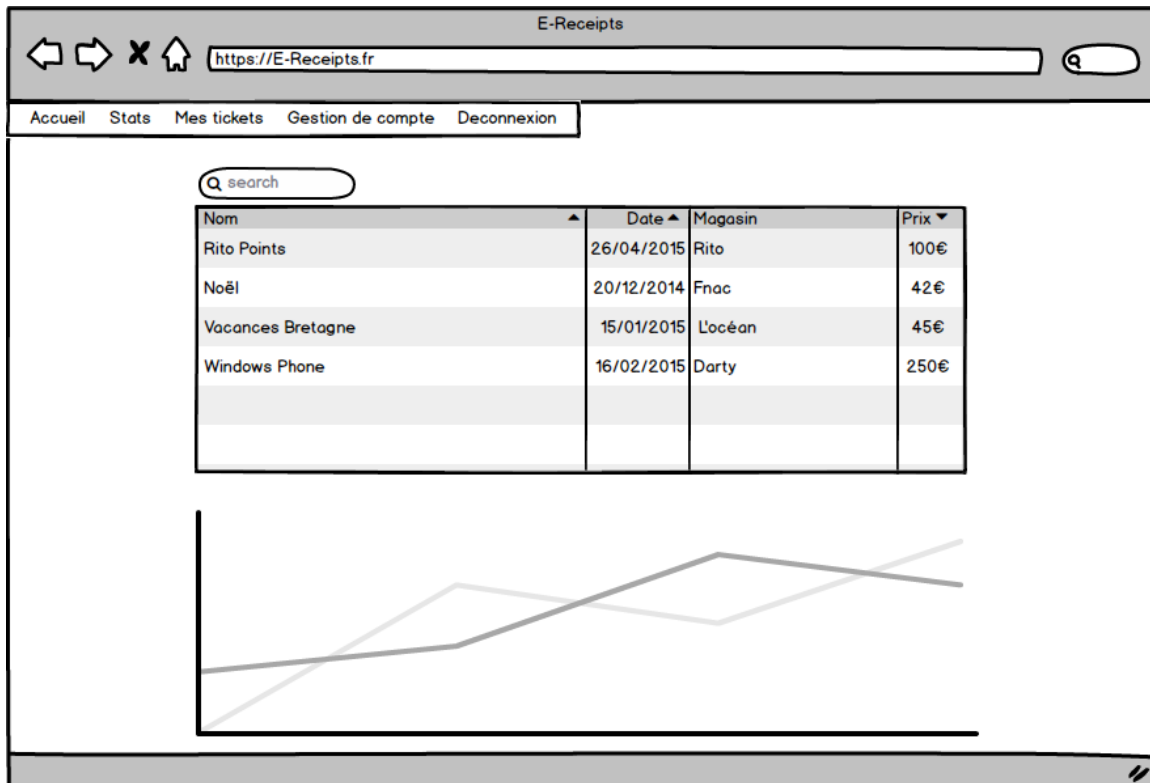 E-Receipts
https://E-Receipts.fr
Accueil Stats Mes tickets Gestion de compte Deconnexion
search
Nom Date Magasin Prix
Rito Points 26/04/2015 Rito 100€
Noël 20/12/2014 Fnac 42€
Vacances Bretagne 15/01/2015 L'océan 45€
Windows Phone 16/02/2015 Darty 250€